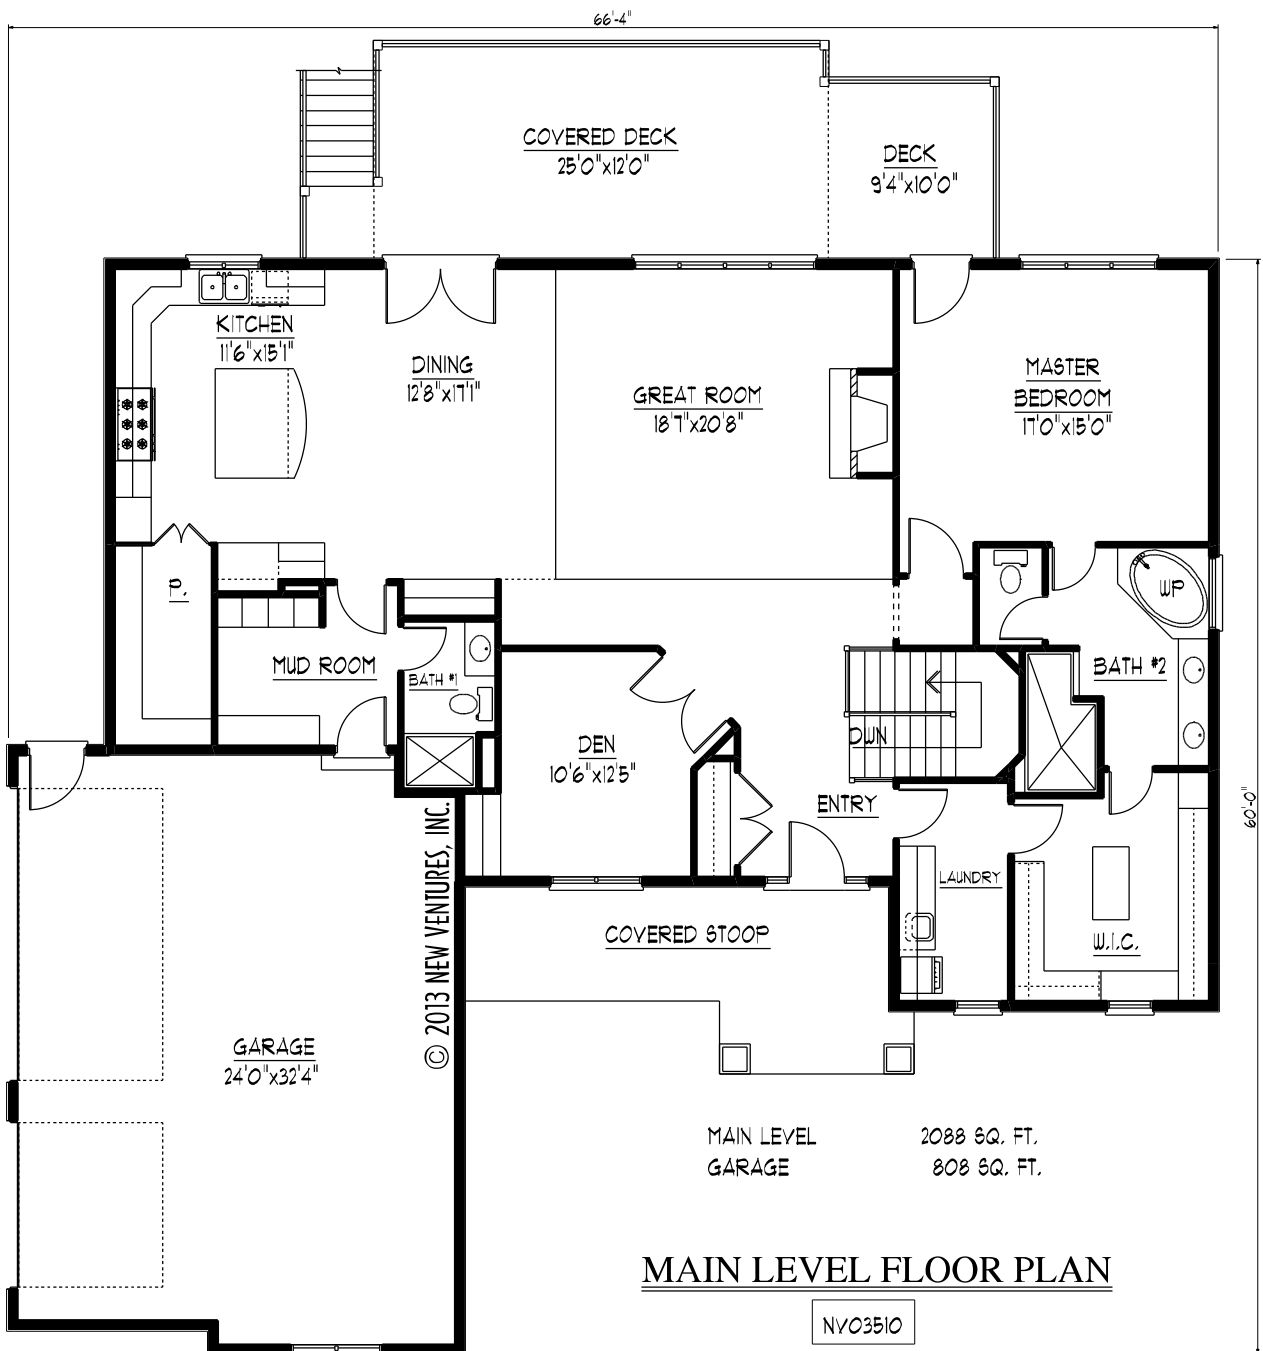 66'-4"
COVERED DECK
25'0"x12'0"
DECK
9'4"x10'0"
KITCHEN
11'6"x15'1"
DINING
12'8"x17'1"
GREAT ROOM
18'7"x20'8"
MASTER
BEDROOM
17'0"x15'0"
P.
WP
MUD ROOM
BATH #1
BATH #2
DWN
DEN
10'6"x12'5"
ENTRY
60'-0"
LAUNDRY
W.I.C.
COVERED STOOP
© 2013 NEW VENTURES, INC.
GARAGE
24'0"x32'4"
MAIN LEVEL 2088 SQ. FT.
GARAGE 808 SQ. FT.
MAIN LEVEL FLOOR PLAN
NV03510